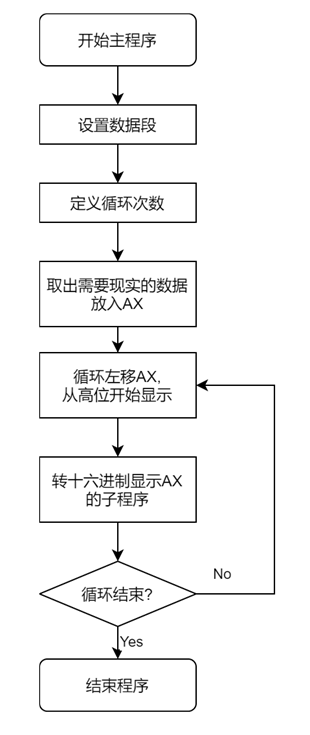 开始主程序
设置数据段
定义循环次数
取出需要现实的数据
放入AX
循环左移AX,
从高位开始显示
转十六进制显示AX
的子程序
No
循环结束?
Yes
结束程序